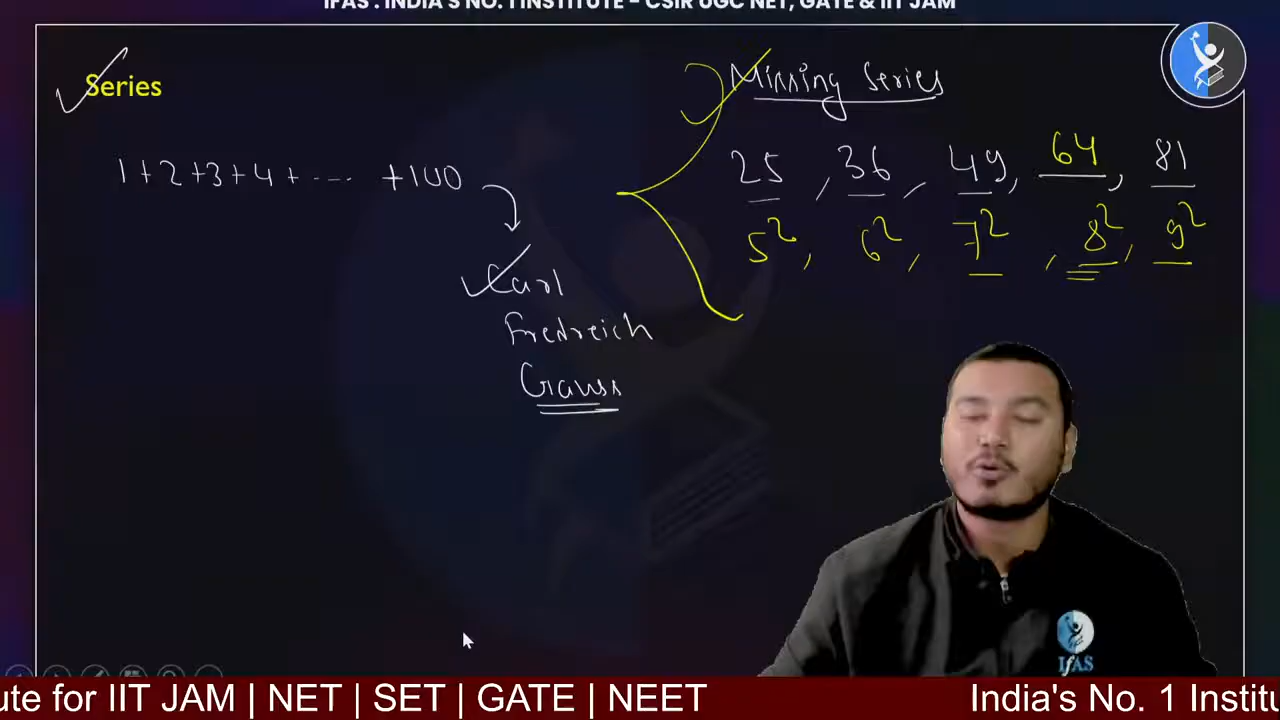 IFAS : INDIA'S NO. 1 INSTITUTE - CSIR UGC NET, GATE & IIT JAM
Series
Missing Series
1+2+3+4+.... +100
25, 36, 49, 64, 81
5², 6², 7², 8², 9²
Carl
Fredreich
Gauss
IFAS
ute for IIT JAM | NET | SET | GATE | NEET India's No. 1 Institu